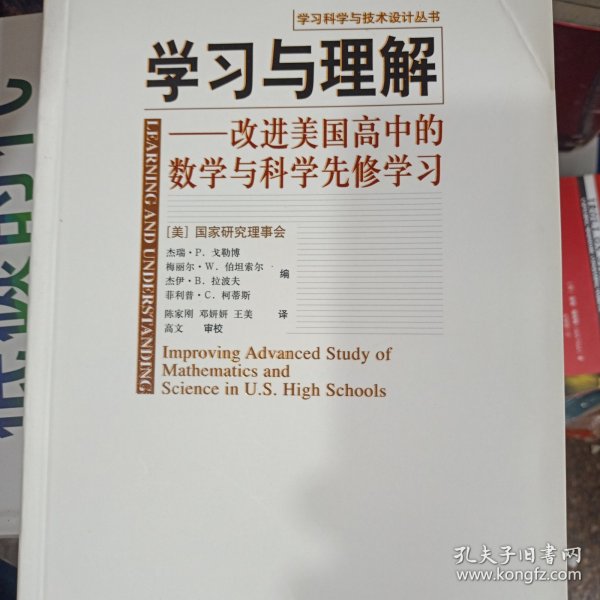 学习科学与技术设计丛书
学习与理解
——改进美国高中的
数学与科学先修学习
LEARNING AND UNDERSTANDING
[美] 国家研究理事会
杰瑞·P. 戈勒博
梅丽尔·W. 伯坦索尔
杰伊·B. 拉波夫
菲利普·C. 柯蒂斯
编
陈家刚 邓妍妍 王美 译
高文 审校
Improving Advanced Study of
Mathematics and
Science in U.S. High Schools
孔夫子旧书网
www.kongfz.com